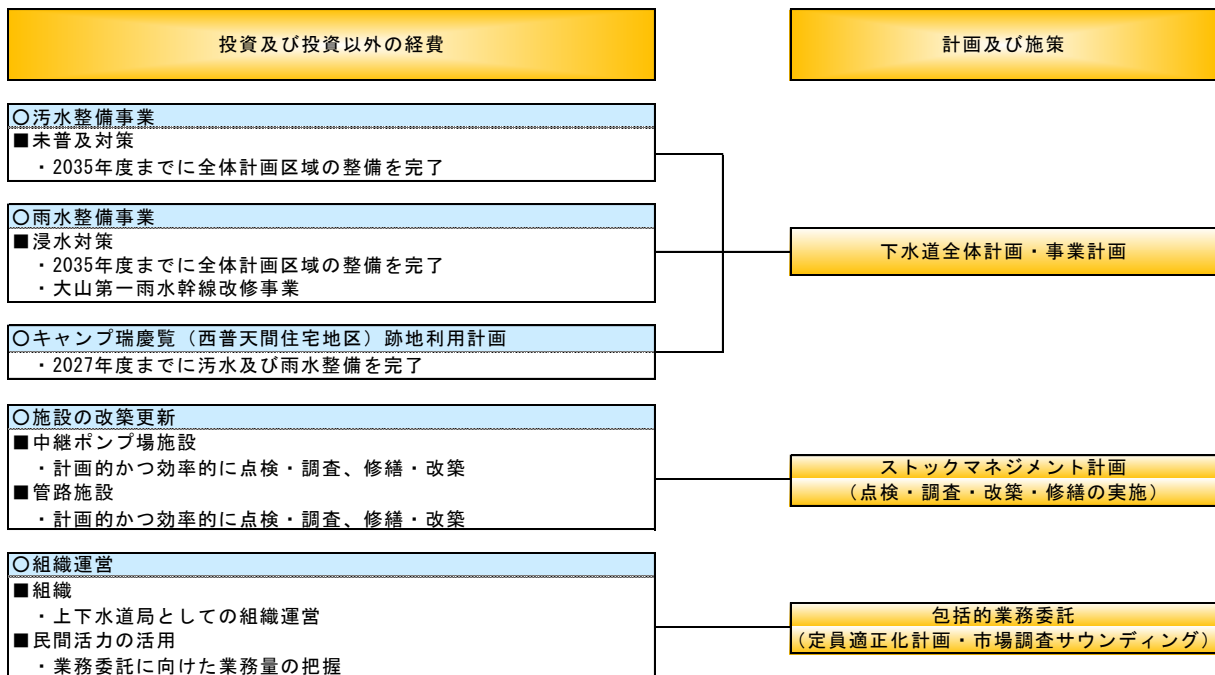 投資及び投資以外の経費
計画及び施策
〇汚水整備事業
■未普及対策
・2035年度までに全体計画区域の整備を完了
〇雨水整備事業
■浸水対策
・2035年度までに全体計画区域の整備を完了
・大山第一雨水幹線改修事業
下水道全体計画・事業計画
〇キャンプ瑞慶覧（西普天間住宅地区）跡地利用計画
・2027年度までに汚水及び雨水整備を完了
〇施設の改築更新
■中継ポンプ場施設
・計画的かつ効率的に点検・調査、修繕・改築
■管路施設
・計画的かつ効率的に点検・調査、修繕・改築
ストックマネジメント計画
（点検・調査・改築・修繕の実施）
〇組織運営
■組織
・上下水道局としての組織運営
■民間活力の活用
・業務委託に向けた業務量の把握
包括的業務委託
（定員適正化計画・市場調査サウンディング）